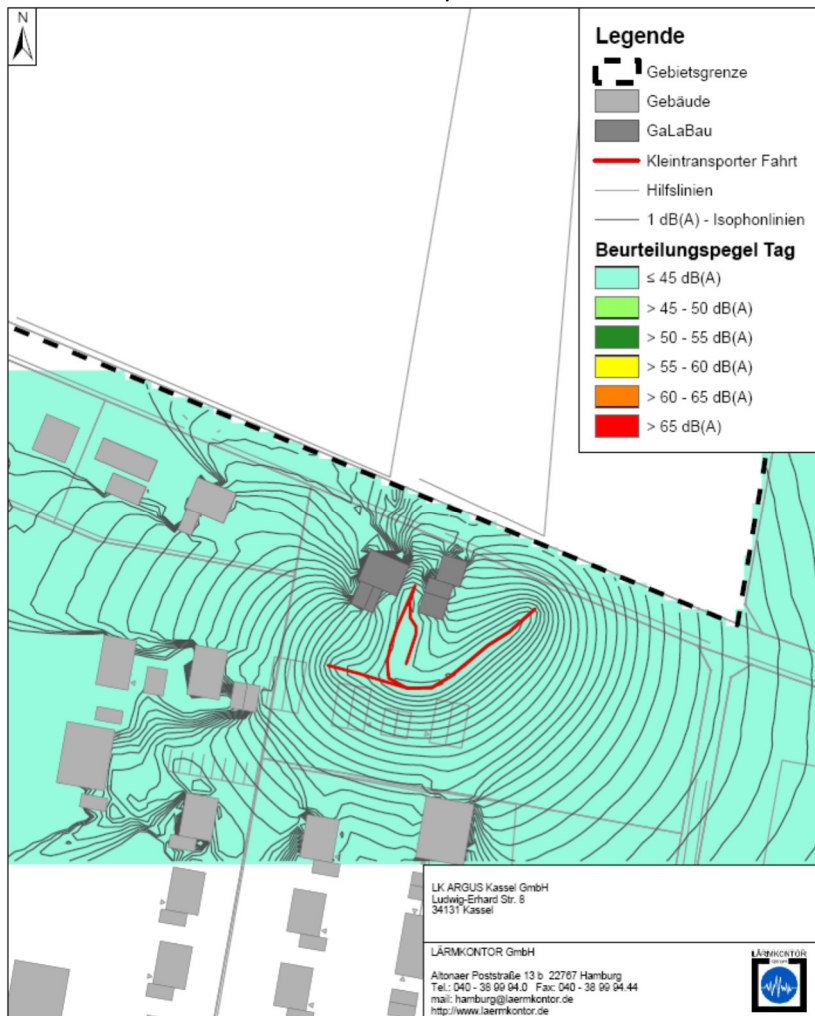 N
Legende
Gebietsgrenze
Gebäude
GaLaBau
Kleintransporter Fahrt
Hilfslinien
1 dB(A) - Isophonlinien
Beurteilungspegel Tag
≤ 45 dB(A)
> 45 - 50 dB(A)
> 50 - 55 dB(A)
> 55 - 60 dB(A)
> 60 - 65 dB(A)
> 65 dB(A)
LK ARGUS Kassel GmbH
Ludwig-Erhard Str. 8
34131 Kassel
LÄRMKONTOR GmbH
Altonaer Poststraße 13 b 22767 Hamburg
Tel.: 040 - 38 99 94.0 Fax: 040 - 38 99 94.44
mail: hamburg@laermkontor.de
http://www.laermkontor.de
LÄRMKONTOR